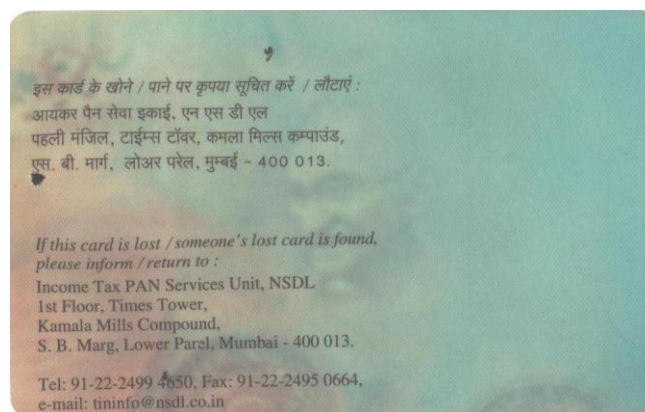 इस कार्ड के खोने / पाने पर कृपया सूचित करें / लौटाएं :
आयकर पैन सेवा इकाई, एन एस डी एल
पहली मंजिल, टाईम्स टॉवर, कमला मिल्स कम्पाउंड,
एस. बी. मार्ग, लोअर परेल, मुम्बई - 400 013.
If this card is lost / someone's lost card is found,
please inform / return to :
Income Tax PAN Services Unit, NSDL
1st Floor, Times Tower,
Kamala Mills Compound,
S. B. Marg, Lower Parel, Mumbai - 400 013.
Tel: 91-22-2499 4650, Fax: 91-22-2495 0664,
e-mail: tininfo@nsdl.co.in